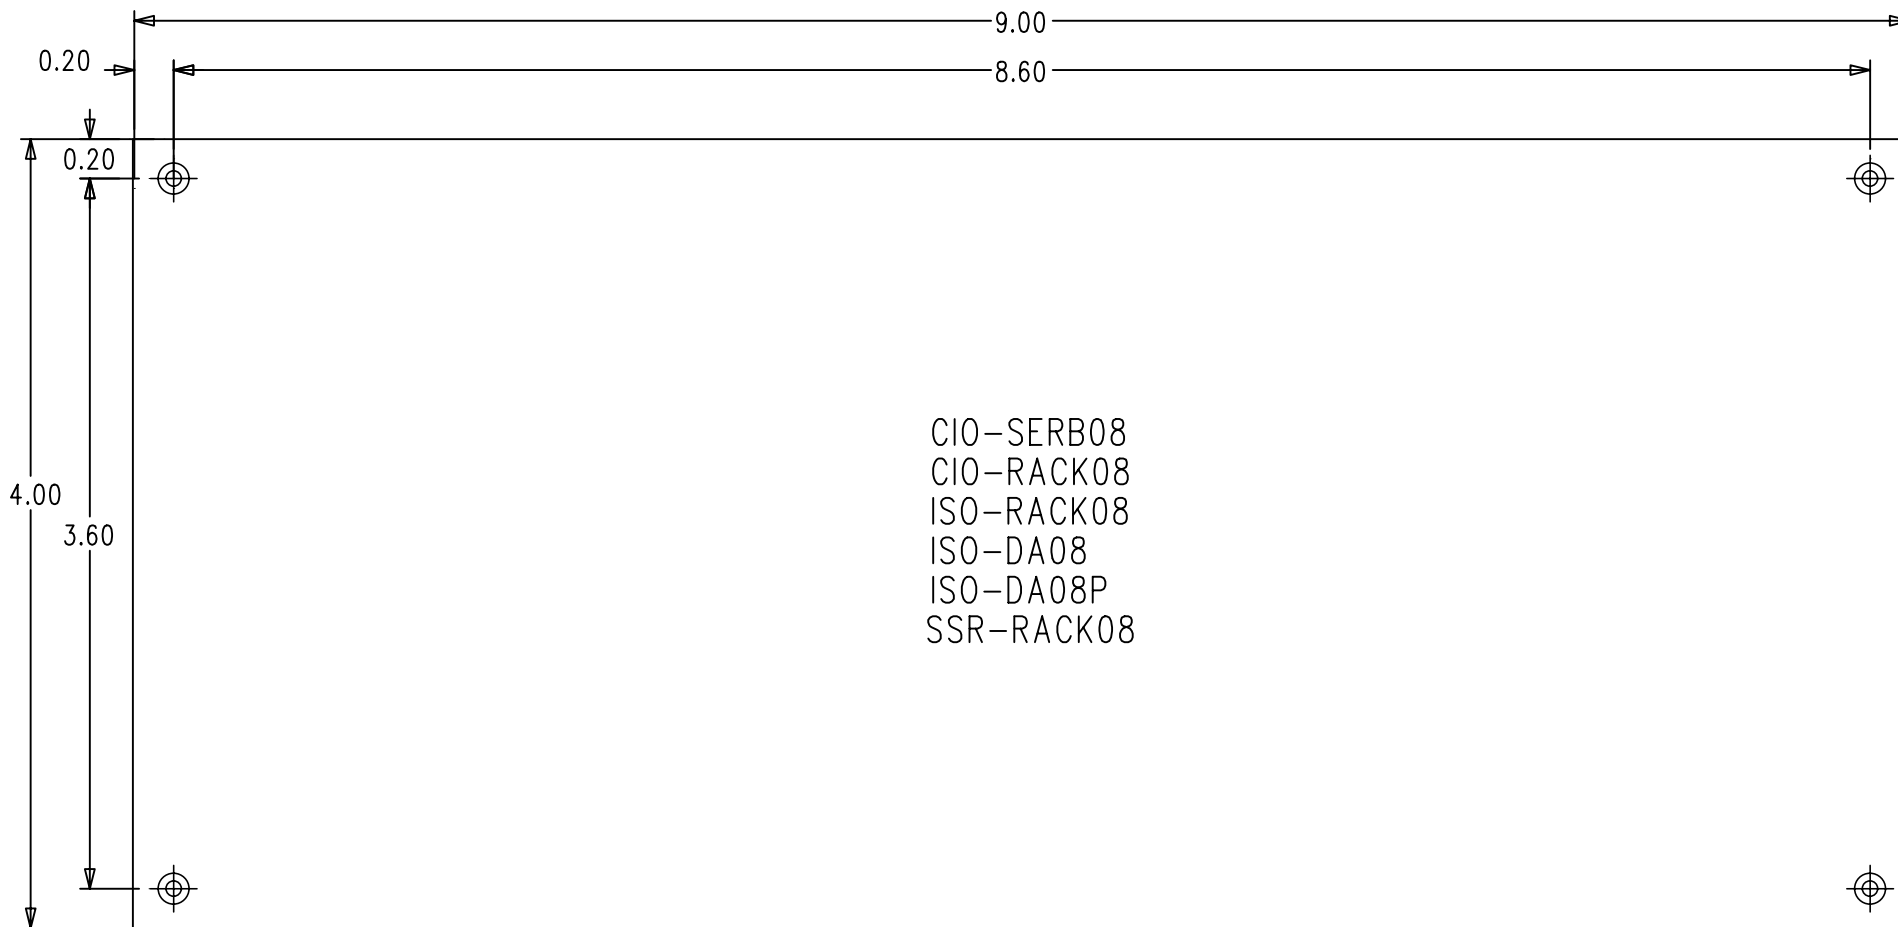 9.00
0.20
8.60
0.20
4.00
3.60
CIO-SERB08
CIO-RACK08
ISO-RACK08
ISO-DA08
ISO-DA08P
SSR-RACK08